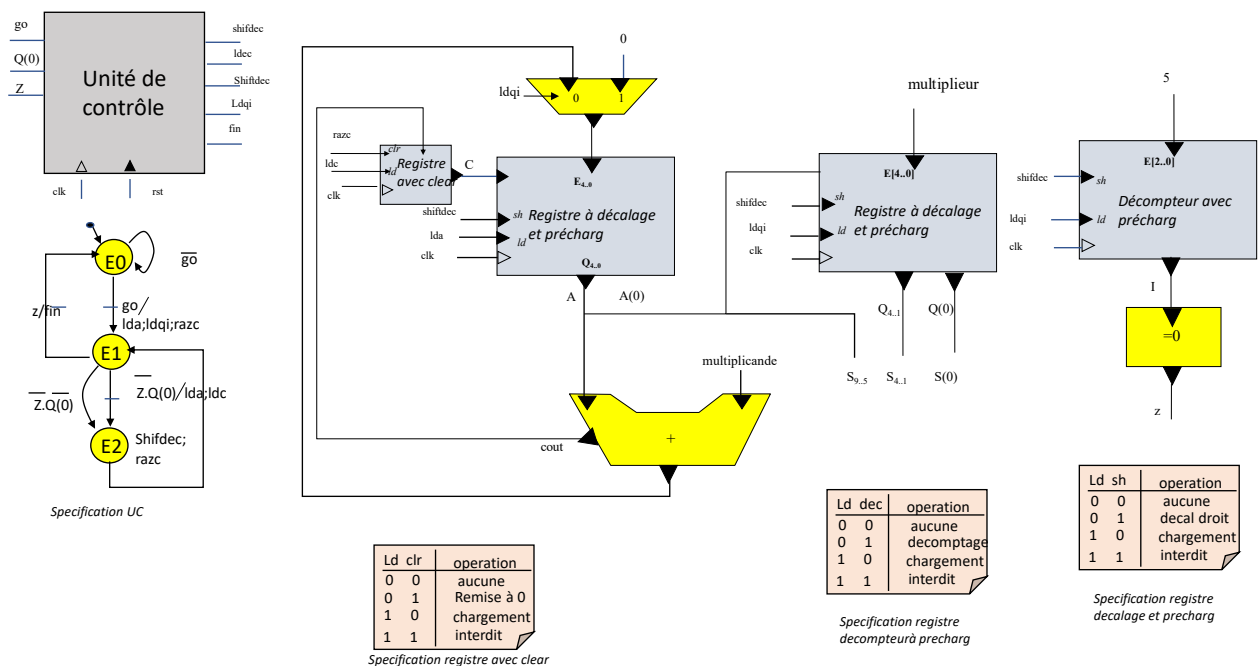 go
Q(0)
Z
Unité de
contrôle
shifdec
ldec
Shiftdec
Ldqi
fin
clk
rst
E0
go
z/fin
go/
lda;ldqi;razc
E1
Z.Q(0)
Z.Q(0)/lda;ldc
E2
Shifdec;
razc
Specification UC
0
ldqi
0
1
razc
ldc
clk
clr
ld
Registre
avec clear
C
E4..0
shiftdec
lda
clk
sh
ld
Registre à décalage
et précharg
Q4..0
A
A(0)
multiplicande
cout
+
multiplieur
E[4..0]
shifdec
ldqi
clk
sh
ld
Registre à décalage
et précharg
Q4..1
Q(0)
S9..5
S4..1
S(0)
5
E[2..0]
shifdec
ldqi
clk
sh
ld
Décompteur avec
précharg
I
=0
z
Ld clr operation
0 0 aucune
0 1 Remise à 0
1 0 chargement
1 1 interdit
Specification registre avec clear
Ld dec operation
0 0 aucune
0 1 decomptage
1 0 chargement
1 1 interdit
Specification registre
decompteurà precharg
Ld sh operation
0 0 aucune
0 1 decal droit
1 0 chargement
1 1 interdit
Specification registre
decalage et precharg